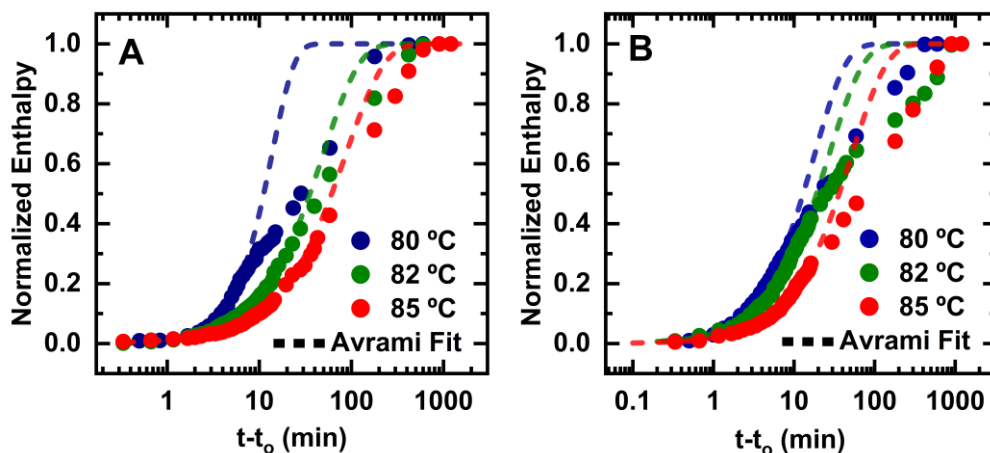 A
Normalized Enthalpy
1.0
0.8
0.6
0.4
0.2
0.0
80 ºC
82 ºC
85 ºC
Avrami Fit
1 10 100 1000
t-to (min)
B
Normalized Enthalpy
1.0
0.8
0.6
0.4
0.2
0.0
80 ºC
82 ºC
85 ºC
Avrami Fit
0.1 1 10 100 1000
t-to (min)